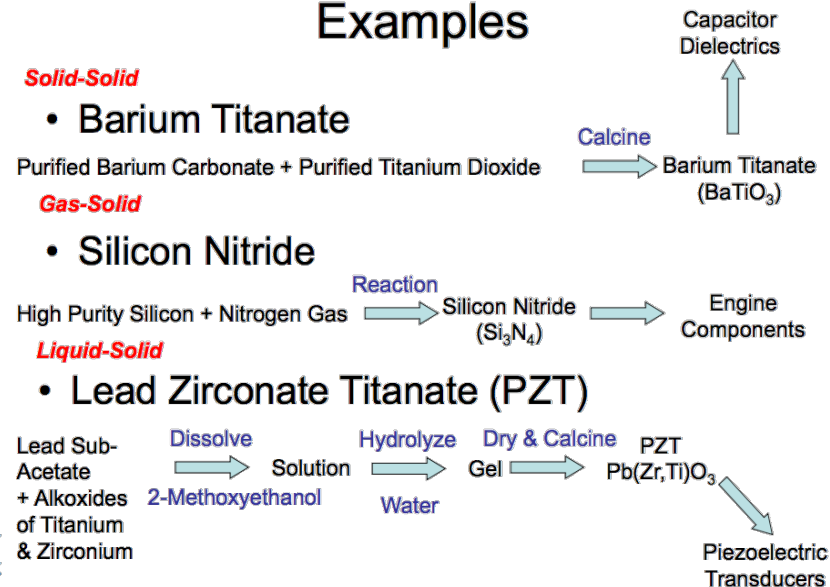 Examples
Capacitor
Dielectrics
Solid-Solid
• Barium Titanate
Calcine
Purified Barium Carbonate + Purified Titanium Dioxide
Barium Titanate
(BaTiO₃)
Gas-Solid
• Silicon Nitride
Reaction
High Purity Silicon + Nitrogen Gas
Silicon Nitride
(Si₃N₄)
Engine
Components
Liquid-Solid
• Lead Zirconate Titanate (PZT)
Lead Sub-
Acetate
+ Alkoxides
of Titanium
& Zirconium
Dissolve
2-Methoxyethanol
Solution
Hydrolyze
Water
Gel
Dry & Calcine
PZT
Pb(Zr,Ti)O₃
Piezoelectric
Transducers